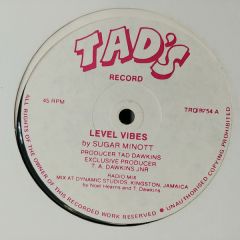 TAD'S
RECORD
45 RPM
TRDI9754 A
LEVEL VIBES
by SUGAR MINOTT
PRODUCER TAD DAWKINS
EXCLUSIVE PRODUCER
T. A. DAWKINS JNR
RADIO MIX
MIX AT DYNAMIC STUDIOS, KINGSTON, JAMAICA
by Noel Hearns and T. Dawkins
ALL RIGHTS OF THE OWNER OF THIS RECORDED WORK RESERVED • UNAUTHORISED COPYING PROHIBITED